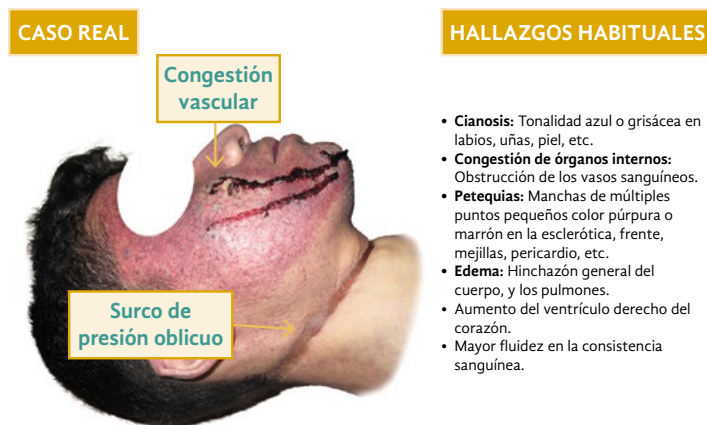 CASO REAL
Congestión
vascular
Surco de
presión oblicuo
HALLAZGOS HABITUALES
• Cianosis: Tonalidad azul o grisácea en
labios, uñas, piel, etc.
• Congestión de órganos internos:
Obstrucción de los vasos sanguíneos.
• Petequias: Manchas de múltiples
puntos pequeños color púrpura o
marrón en la esclerótica, frente,
mejillas, pericardio, etc.
• Edema: Hinchazón general del
cuerpo, y los pulmones.
• Aumento del ventrículo derecho del
corazón.
• Mayor fluidez en la consistencia
sanguínea.